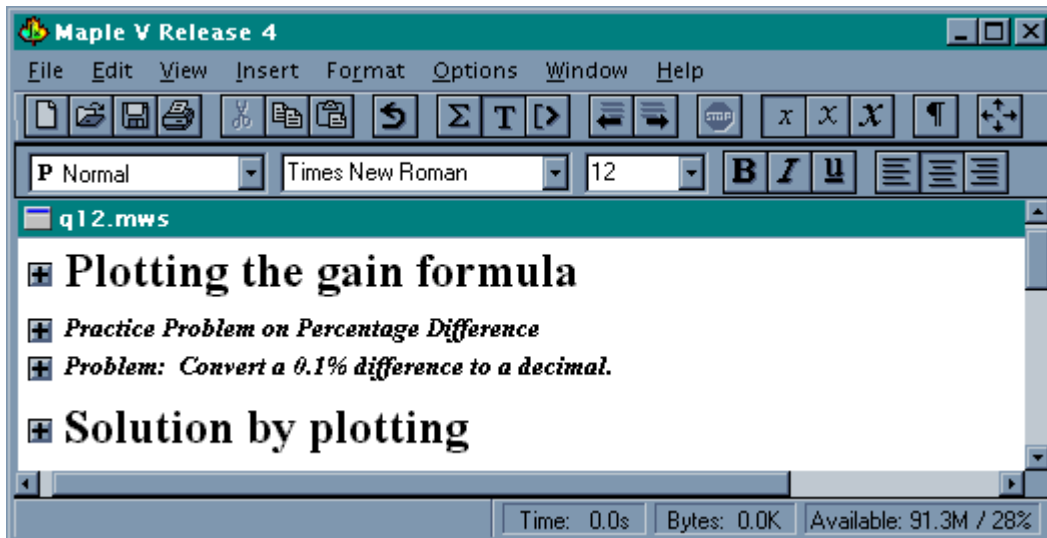 Maple V Release 4
File Edit View Insert Format Options Window Help
Σ T [> STOP x x x ¶
P Normal Times New Roman 12 B I u
q12.mws
Plotting the gain formula
Practice Problem on Percentage Difference
Problem: Convert a 0.1% difference to a decimal.
Solution by plotting
Time: 0.0s Bytes: 0.0K Available: 91.3M / 28%